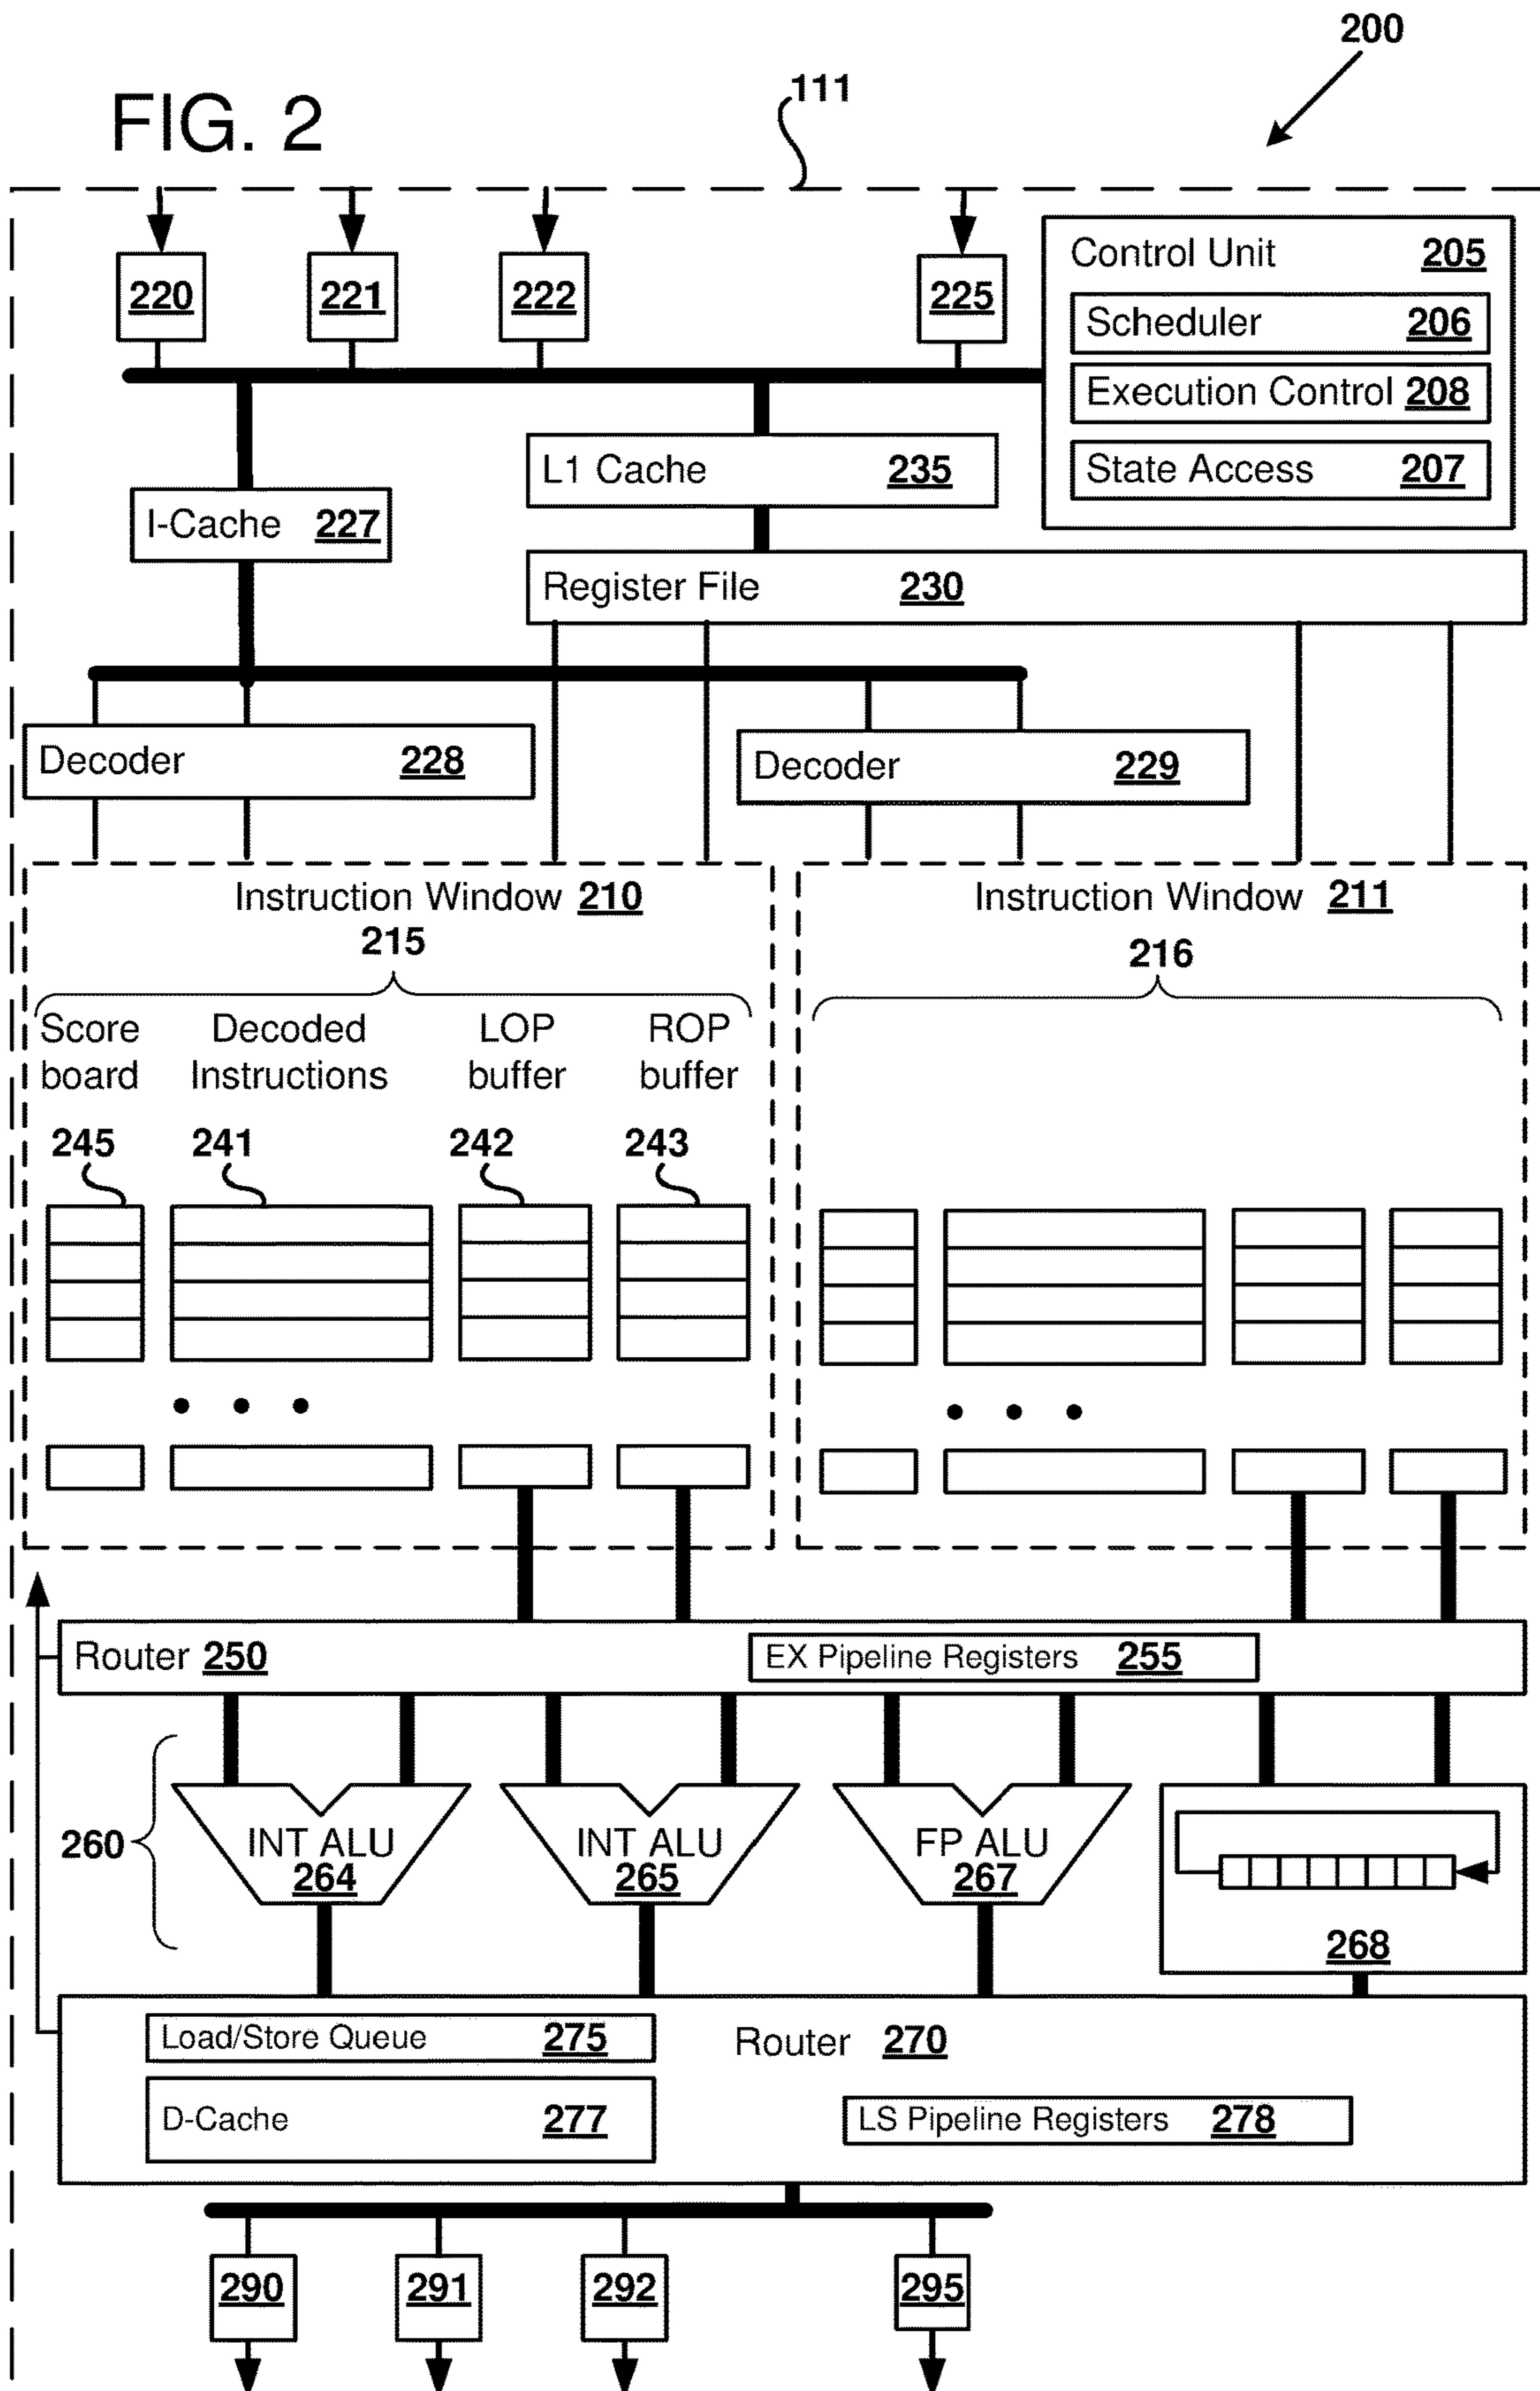 200
FIG. 2
111
220 221 222 225
Control Unit 205
Scheduler 206
Execution Control 208
State Access 207
L1 Cache 235
I-Cache 227
Register File 230
Decoder 228
Decoder 229
Instruction Window 210
215
Score board
Decoded Instructions
LOP buffer
ROP buffer
245 241 242 243
Instruction Window 211
216
Router 250
EX Pipeline Registers 255
260
INT ALU
264
INT ALU
265
FP ALU
267
268
Load/Store Queue 275
Router 270
D-Cache 277
LS Pipeline Registers 278
290 291 292 295